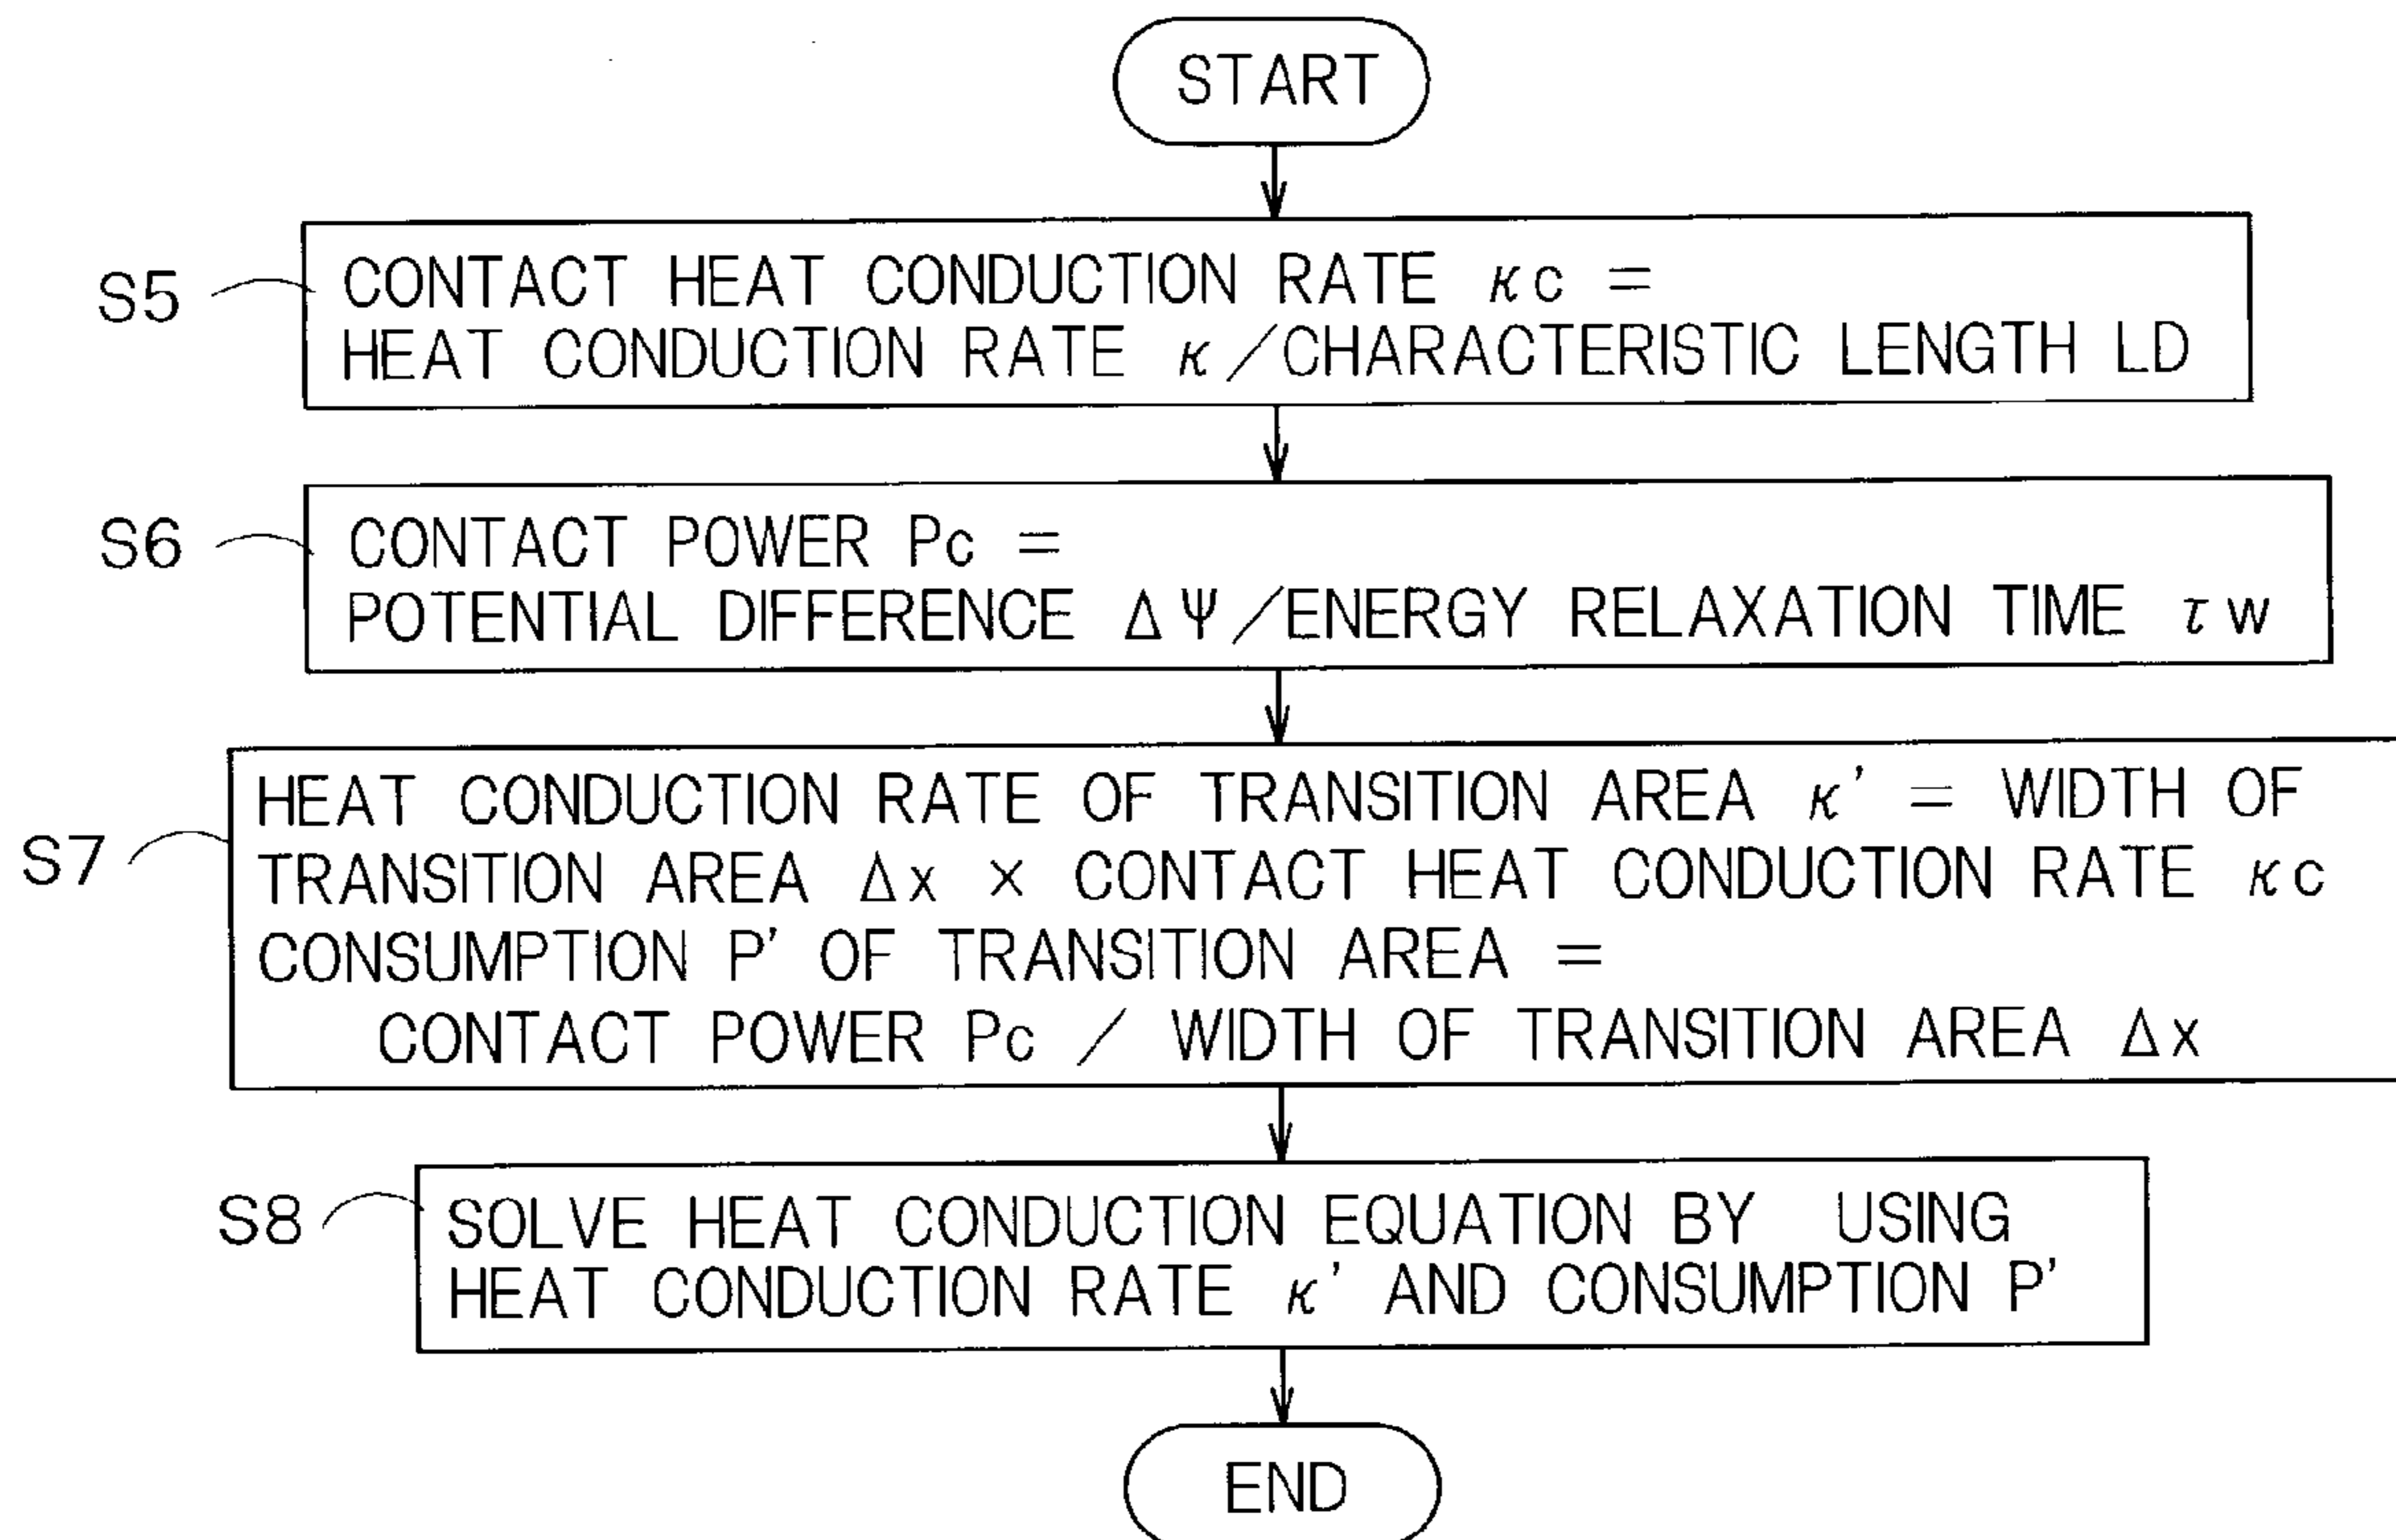 START
S5
CONTACT HEAT CONDUCTION RATE κc =
HEAT CONDUCTION RATE κ/CHARACTERISTIC LENGTH LD
S6
CONTACT POWER Pc =
POTENTIAL DIFFERENCE ΔΨ/ENERGY RELAXATION TIME τw
S7
HEAT CONDUCTION RATE OF TRANSITION AREA κ' = WIDTH OF
TRANSITION AREA Δx × CONTACT HEAT CONDUCTION RATE κc
CONSUMPTION P' OF TRANSITION AREA =
CONTACT POWER Pc / WIDTH OF TRANSITION AREA Δx
S8
SOLVE HEAT CONDUCTION EQUATION BY USING
HEAT CONDUCTION RATE κ' AND CONSUMPTION P'
END